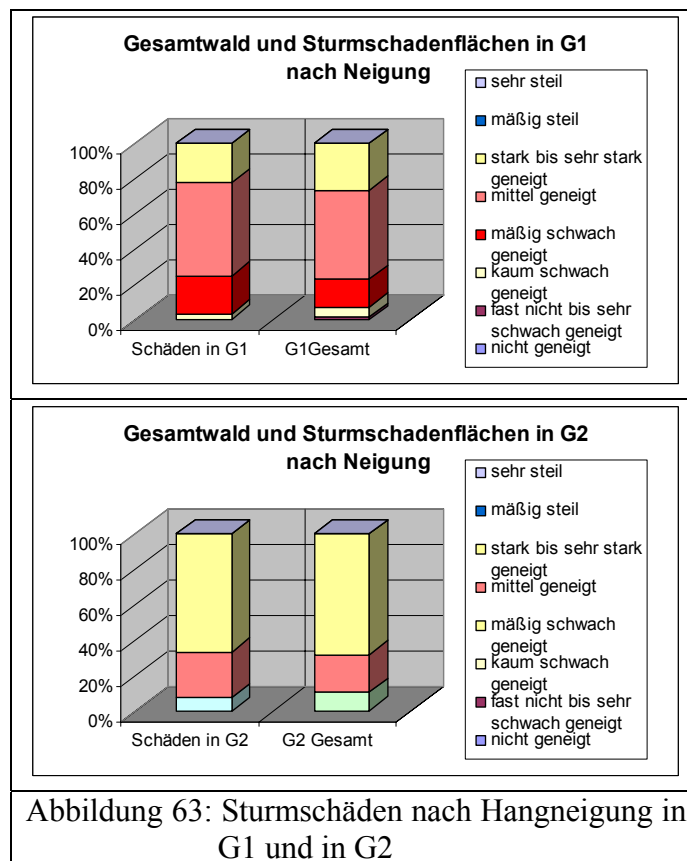 Gesamtwald und Sturmschadenflächen in G1
nach Neigung
100%
80%
60%
40%
20%
0%
Schäden in G1
G1Gesamt
sehr steil
mäßig steil
stark bis sehr stark
geneigt
mittel geneigt
mäßig schwach
geneigt
kaum schwach
geneigt
fast nicht bis sehr
schwach geneigt
nicht geneigt
Gesamtwald und Sturmschadenflächen in G2
nach Neigung
100%
80%
60%
40%
20%
0%
Schäden in G2
G2 Gesamt
sehr steil
mäßig steil
stark bis sehr stark
geneigt
mittel geneigt
mäßig schwach
geneigt
kaum schwach
geneigt
fast nicht bis sehr
schwach geneigt
nicht geneigt
Abbildung 63: Sturmschäden nach Hangneigung in
G1 und in G2